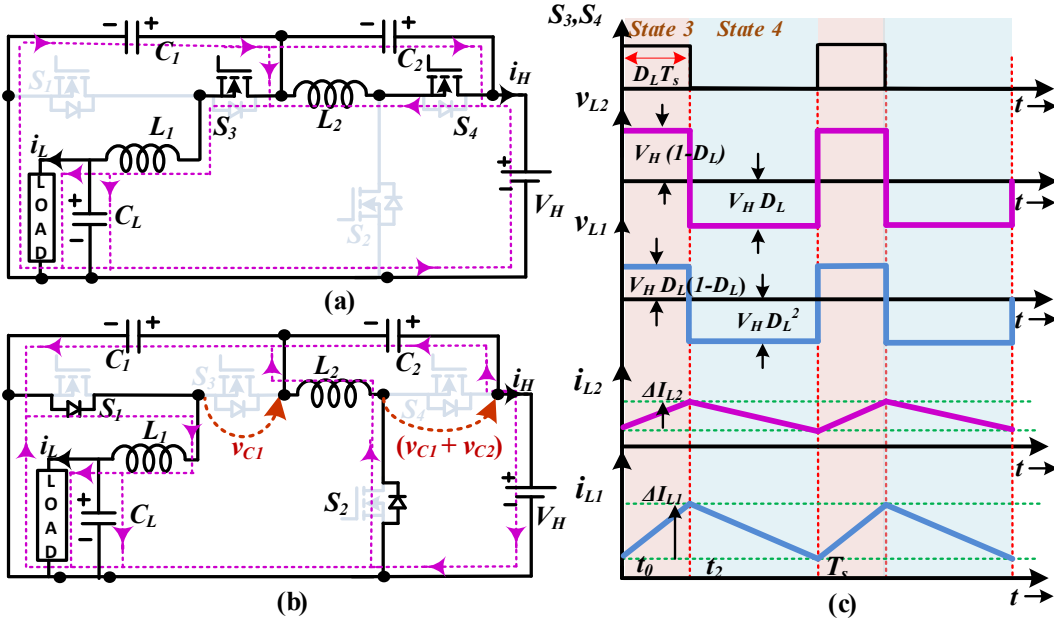 − + C1 − + C2
S1 S3 L2 S4 iH
iL L1
LOAD + − CL S2 + − VH
(a)
− + C1 − + C2
S3 L2 S4 iH
S1
iL L1 vC1 (vC1 + vC2)
LOAD + − CL S2 + − VH
(b)
S3,S4 State 3 State 4
DLTs
t
vL2
VH (1-DL)
VH DL
t
vL1
VH DL(1-DL)
VH DL²
t
iL2
ΔIL2
t
iL1
ΔIL1
t0 t2 Ts
t
(c)